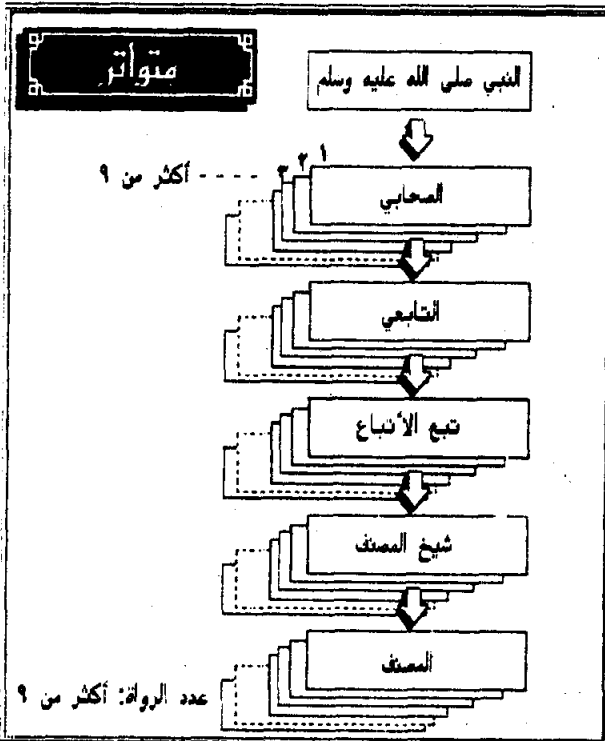 متواتر
النبي صلى الله عليه وسلم
١ ٢ ٣ - - - - أكثر من ٩
الصحابي
التابعي
تبع الأتباع
شيخ المصنف
المصنف
عدد الرواة: أكثر من ٩